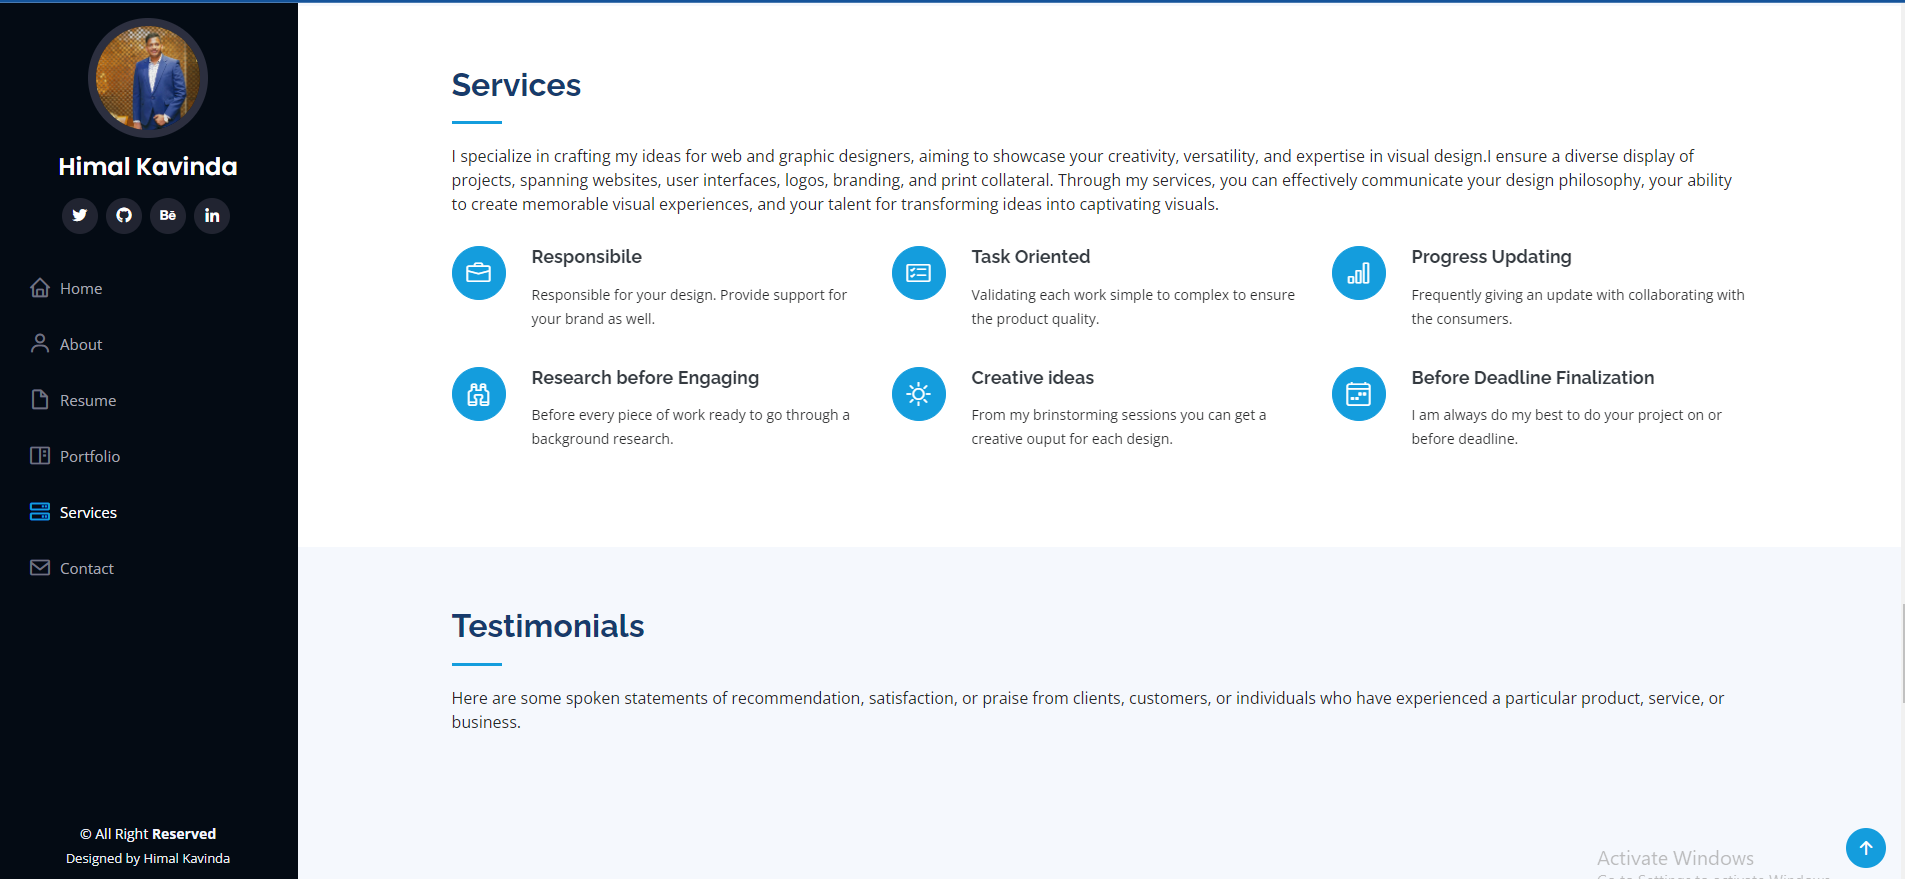 Himal Kavinda
Bē
in
Home
About
Resume
Portfolio
Services
Contact
© All Right Reserved
Designed by Himal Kavinda
Services
I specialize in crafting my ideas for web and graphic designers, aiming to showcase your creativity, versatility, and expertise in visual design.I ensure a diverse display of
projects, spanning websites, user interfaces, logos, branding, and print collateral. Through my services, you can effectively communicate your design philosophy, your ability
to create memorable visual experiences, and your talent for transforming ideas into captivating visuals.
Responsibile
Responsible for your design. Provide support for
your brand as well.
Task Oriented
Validating each work simple to complex to ensure
the product quality.
Progress Updating
Frequently giving an update with collaborating with
the consumers.
Research before Engaging
Before every piece of work ready to go through a
background research.
Creative ideas
From my brinstorming sessions you can get a
creative ouput for each design.
Before Deadline Finalization
I am always do my best to do your project on or
before deadline.
Testimonials
Here are some spoken statements of recommendation, satisfaction, or praise from clients, customers, or individuals who have experienced a particular product, service, or
business.
Activate Windows
Go to Settings to activate Windows.